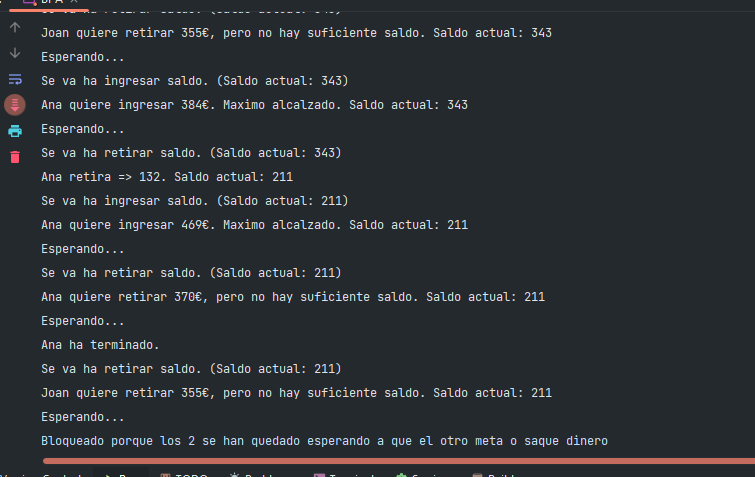 Joan quiere retirar 355€, pero no hay suficiente saldo. Saldo actual: 343
Esperando...
Se va ha ingresar saldo. (Saldo actual: 343)
Ana quiere ingresar 384€. Maximo alcalzado. Saldo actual: 343
Esperando...
Se va ha retirar saldo. (Saldo actual: 343)
Ana retira => 132. Saldo actual: 211
Se va ha ingresar saldo. (Saldo actual: 211)
Ana quiere ingresar 469€. Maximo alcalzado. Saldo actual: 211
Esperando...
Se va ha retirar saldo. (Saldo actual: 211)
Ana quiere retirar 370€, pero no hay suficiente saldo. Saldo actual: 211
Esperando...
Ana ha terminado.
Se va ha retirar saldo. (Saldo actual: 211)
Joan quiere retirar 355€, pero no hay suficiente saldo. Saldo actual: 211
Esperando...
Bloqueado porque los 2 se han quedado esperando a que el otro meta o saque dinero